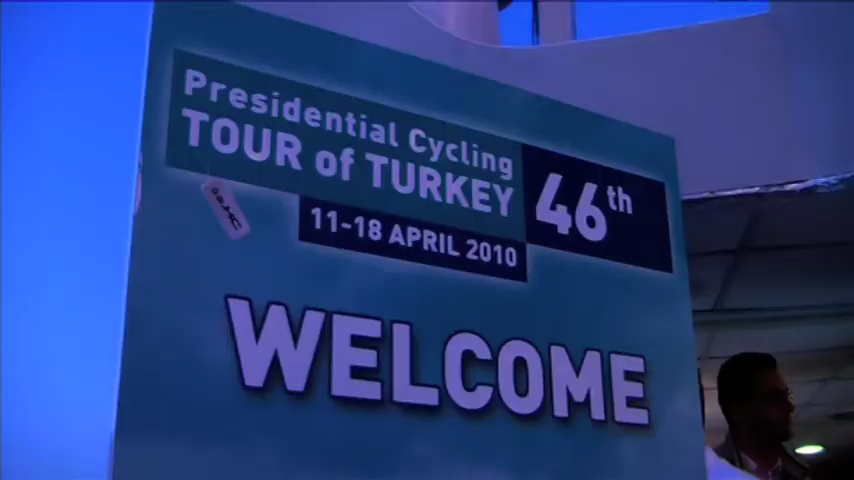 Presidential Cycling
TOUR of TURKEY
46th
11-18 APRIL 2010
WELCOME